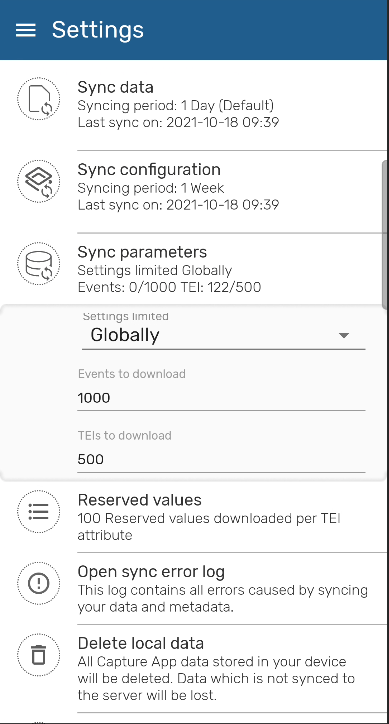 Settings
Sync data
Syncing period: 1 Day (Default)
Last sync on: 2021-10-18 09:39
Sync configuration
Syncing period: 1 Week
Last sync on: 2021-10-18 09:39
Sync parameters
Settings limited Globally
Events: 0/1000 TEI: 122/500
Settings limited
Globally
Events to download
1000
TEIs to download
500
Reserved values
100 Reserved values downloaded per TEI
attribute
Open sync error log
This log contains all errors caused by syncing
your data and metadata.
Delete local data
All Capture App data stored in your device
will be deleted. Data which is not synced to
the server will be lost.